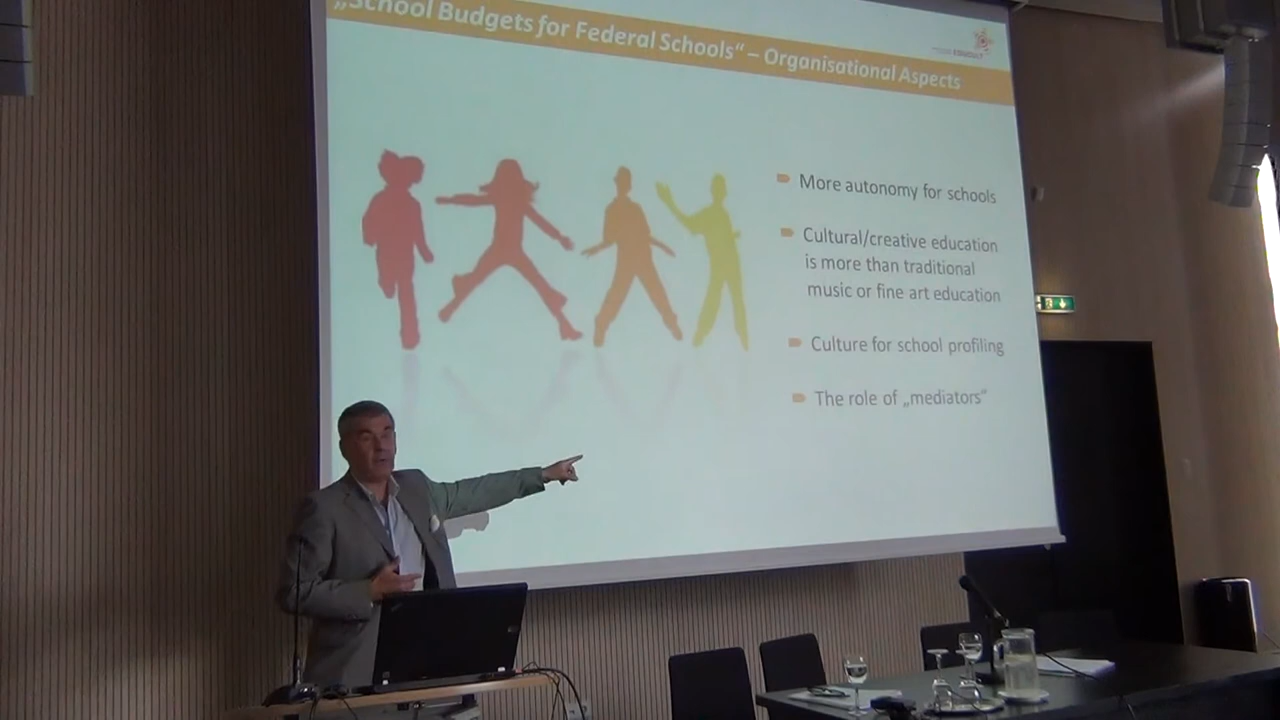 „School Budgets for Federal Schools“ – Organisational Aspects
EDUCULT
More autonomy for schools
Cultural/creative education
is more than traditional
music or fine art education
Culture for school profiling
The role of „mediators“